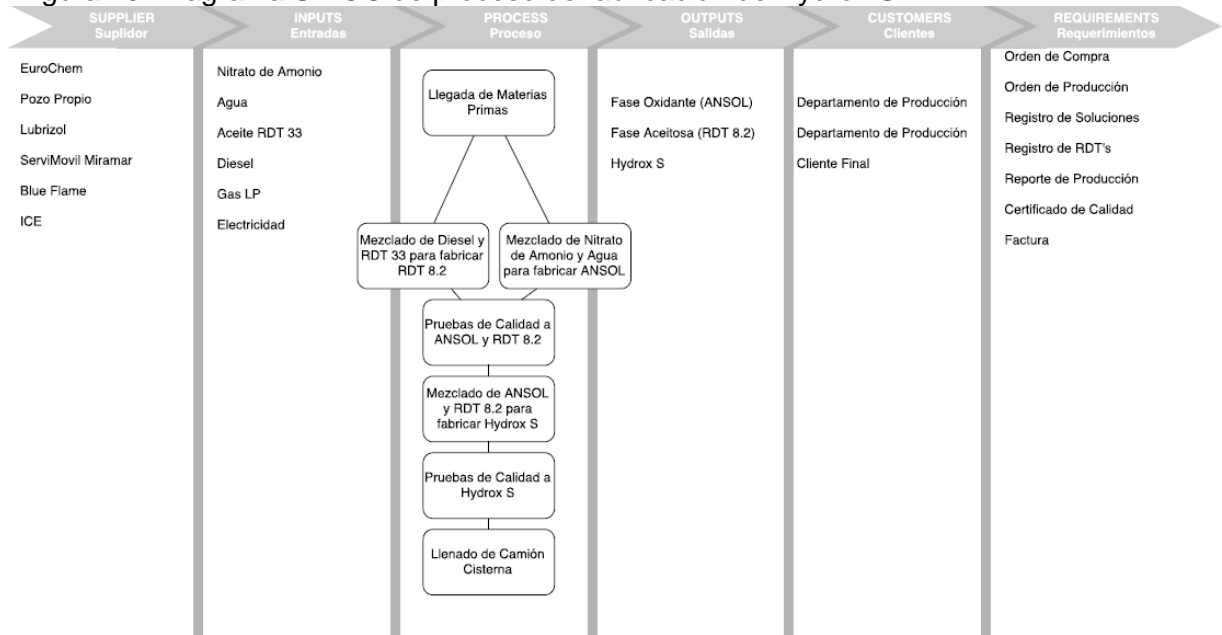 SUPPLIER
Suplidor
INPUTS
Entradas
PROCESS
Proceso
OUTPUTS
Salidas
CUSTOMERS
Clientes
REQUIREMENTS
Requerimientos
EuroChem
Pozo Propio
Lubrizol
ServiMovil Miramar
Blue Flame
ICE
Nitrato de Amonio
Agua
Aceite RDT 33
Diesel
Gas LP
Electricidad
Llegada de Materias
Primas
Mezclado de Diesel y
RDT 33 para fabricar
RDT 8.2
Mezclado de Nitrato
de Amonio y Agua
para fabricar ANSOL
Pruebas de Calidad a
ANSOL y RDT 8.2
Mezclado de ANSOL
y RDT 8.2 para
fabricar Hydrox S
Pruebas de Calidad a
Hydrox S
Llenado de Camión
Cisterna
Fase Oxidante (ANSOL)
Fase Aceitosa (RDT 8.2)
Hydrox S
Departamento de Producción
Departamento de Producción
Cliente Final
Orden de Compra
Orden de Producción
Registro de Soluciones
Registro de RDT's
Reporte de Producción
Certificado de Calidad
Factura